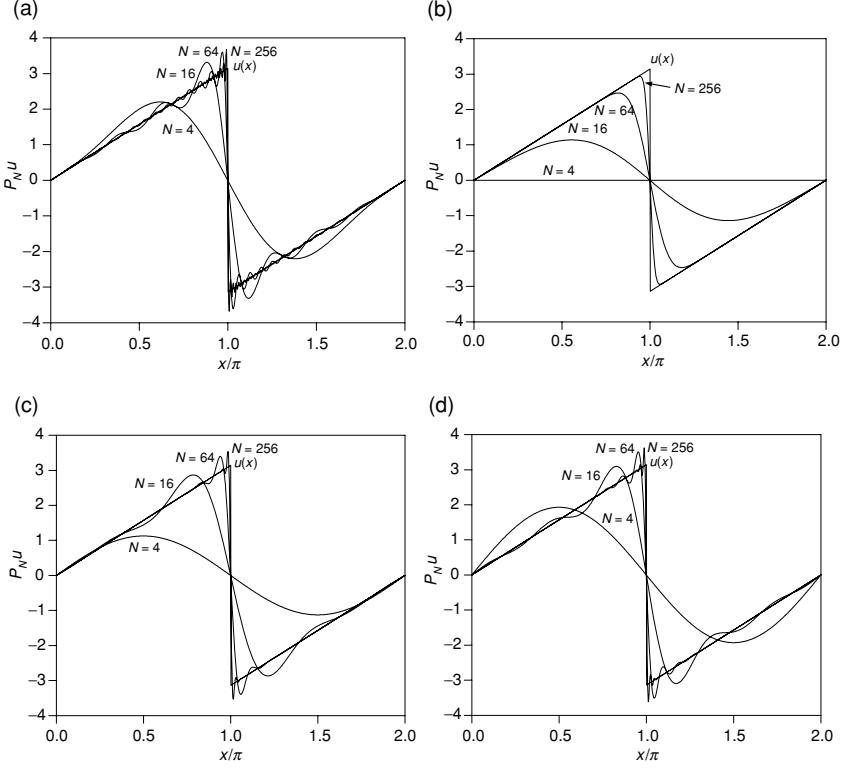 (a)
4
3
2
1
0
−1
−2
−3
−4
P_N u
N = 64
N = 256
N = 16
u(x)
N = 4
0.0 0.5 1.0 1.5 2.0
x/π
(b)
4
3
2
1
0
−1
−2
−3
−4
P_N u
u(x)
N = 256
N = 64
N = 16
N = 4
0.0 0.5 1.0 1.5 2.0
x/π
(c)
4
3
2
1
0
−1
−2
−3
−4
P_N u
N = 256
N = 64
u(x)
N = 16
N = 4
0.0 0.5 1.0 1.5 2.0
x/π
(d)
4
3
2
1
0
−1
−2
−3
−4
P_N u
N = 64
N = 256
u(x)
N = 16
N = 4
0.0 0.5 1.0 1.5 2.0
x/π